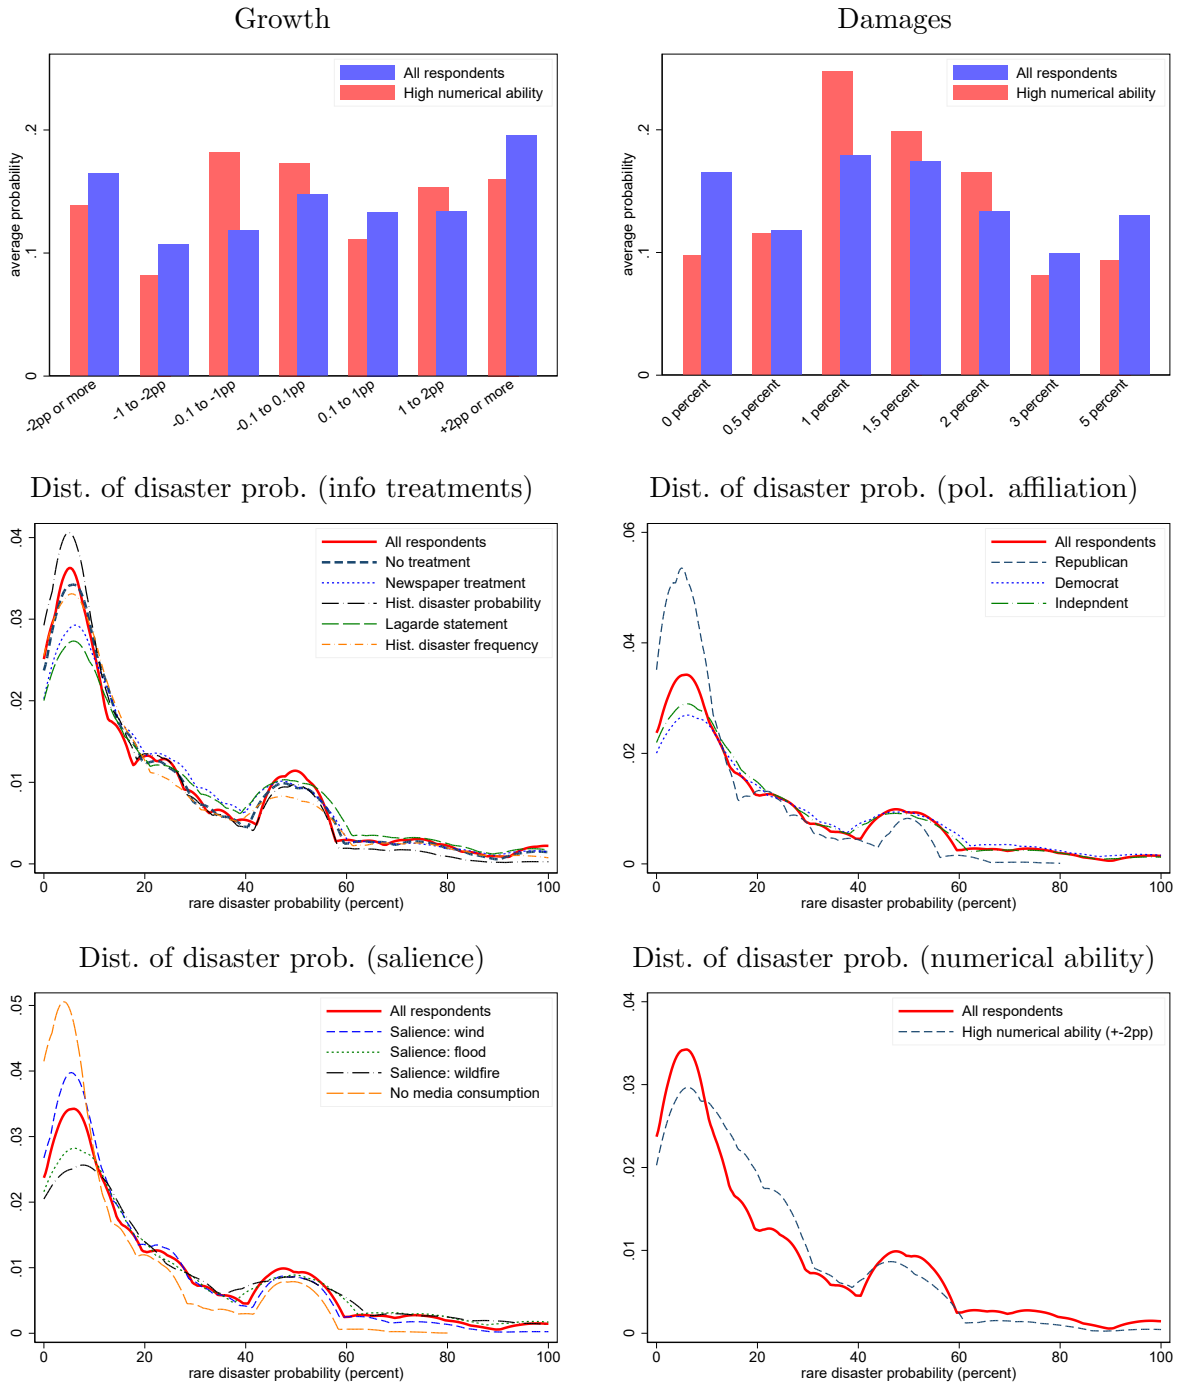 Growth
All respondents
High numerical ability
average probability
.2
.1
0
-2pp or more
-1 to -2pp
-0.1 to -1pp
-0.1 to 0.1pp
0.1 to 1pp
1 to 2pp
+2pp or more
Damages
All respondents
High numerical ability
average probability
.2
.1
0
0 percent
0.5 percent
1 percent
1.5 percent
2 percent
3 percent
5 percent
Dist. of disaster prob. (info treatments)
All respondents
No treatment
Newspaper treatment
Hist. disaster probability
Lagarde statement
Hist. disaster frequency
.04
.03
.02
.01
0
0 20 40 60 80 100
rare disaster probability (percent)
Dist. of disaster prob. (pol. affiliation)
All respondents
Republican
Democrat
Indepndent
.06
.04
.02
0
0 20 40 60 80 100
rare disaster probability (percent)
Dist. of disaster prob. (salience)
All respondents
Salience: wind
Salience: flood
Salience: wildfire
No media consumption
.05
.04
.03
.02
.01
0
0 20 40 60 80 100
rare disaster probability (percent)
Dist. of disaster prob. (numerical ability)
All respondents
High numerical ability (+-2pp)
.04
.03
.02
.01
0
0 20 40 60 80 100
rare disaster probability (percent)